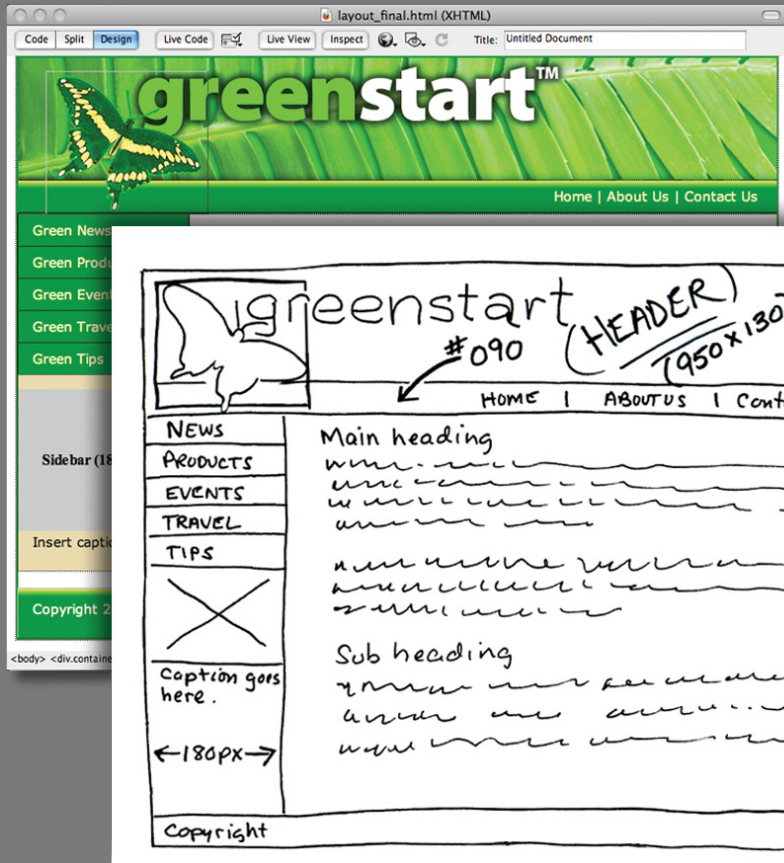 layout_final.html (XHTML)
Code Split Design Live Code Live View Inspect Title: Untitled Document
greenstart™
Home | About Us | Contact Us
Green News
Green Produ
Green Even
Green Trave
Green Tips
Sidebar (18
Insert captio
Copyright 2
<body> <div.containe
greenstart
(HEADER)
(950 x 130
#090
HOME | ABOUT US | Cont
NEWS
PRODUCTS
EVENTS
TRAVEL
TIPS
Main heading
Sub heading
Caption goes
here.
180px
Copyright